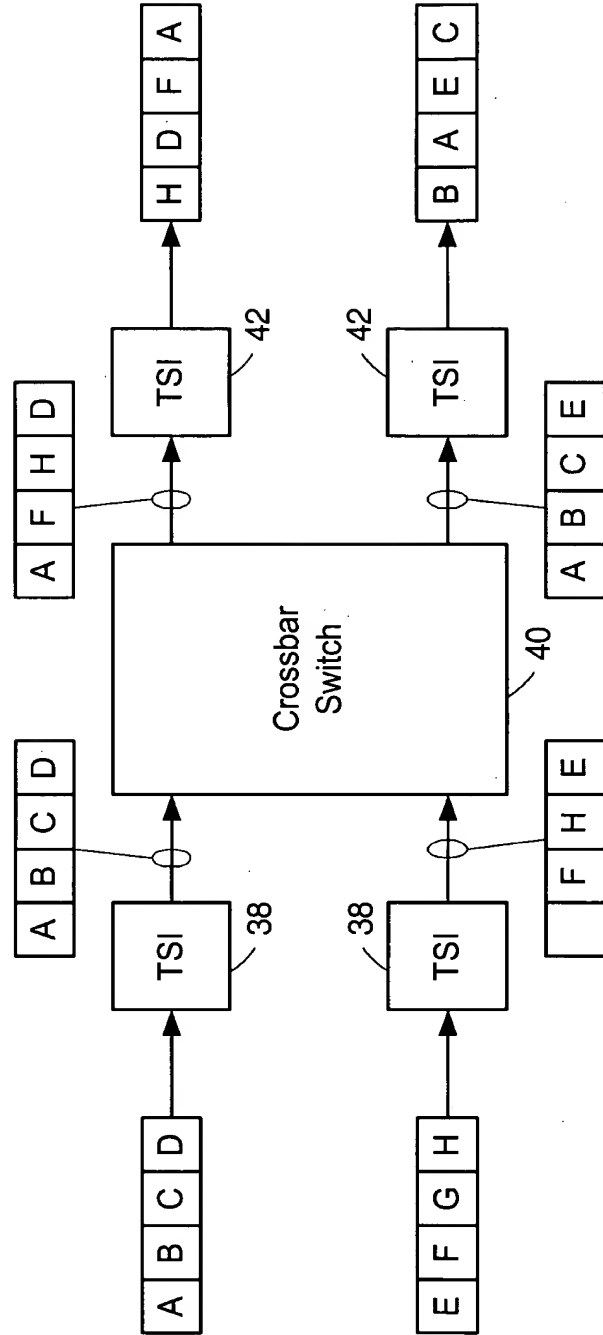 A B C D
A F H D
A B C D
TSI
38
TSI
42
H D F A
Crossbar
Switch
40
E F G H
TSI
38
TSI
42
B A E C
F H E
A B C E